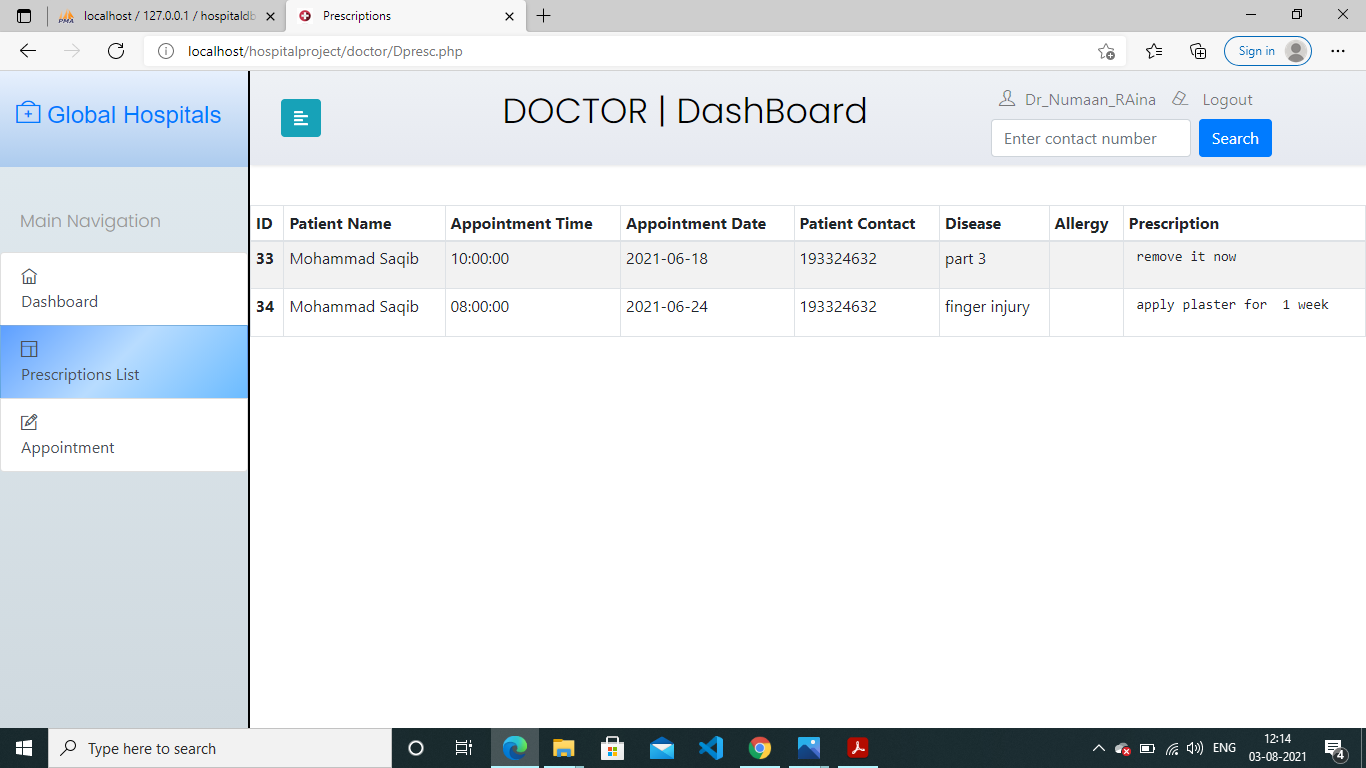 localhost / 127.0.0.1 / hospitaldb
Prescriptions
localhost/hospitalproject/doctor/Dpresc.php
Sign in
Global Hospitals
DOCTOR | DashBoard
Dr_Numaan_RAina Logout
Enter contact number Search
Main Navigation
Dashboard
Prescriptions List
Appointment
ID Patient Name Appointment Time Appointment Date Patient Contact Disease Allergy Prescription
33 Mohammad Saqib 10:00:00 2021-06-18 193324632 part 3 remove it now
34 Mohammad Saqib 08:00:00 2021-06-24 193324632 finger injury apply plaster for 1 week
Type here to search
ENG
12:14
03-08-2021
4
PMA